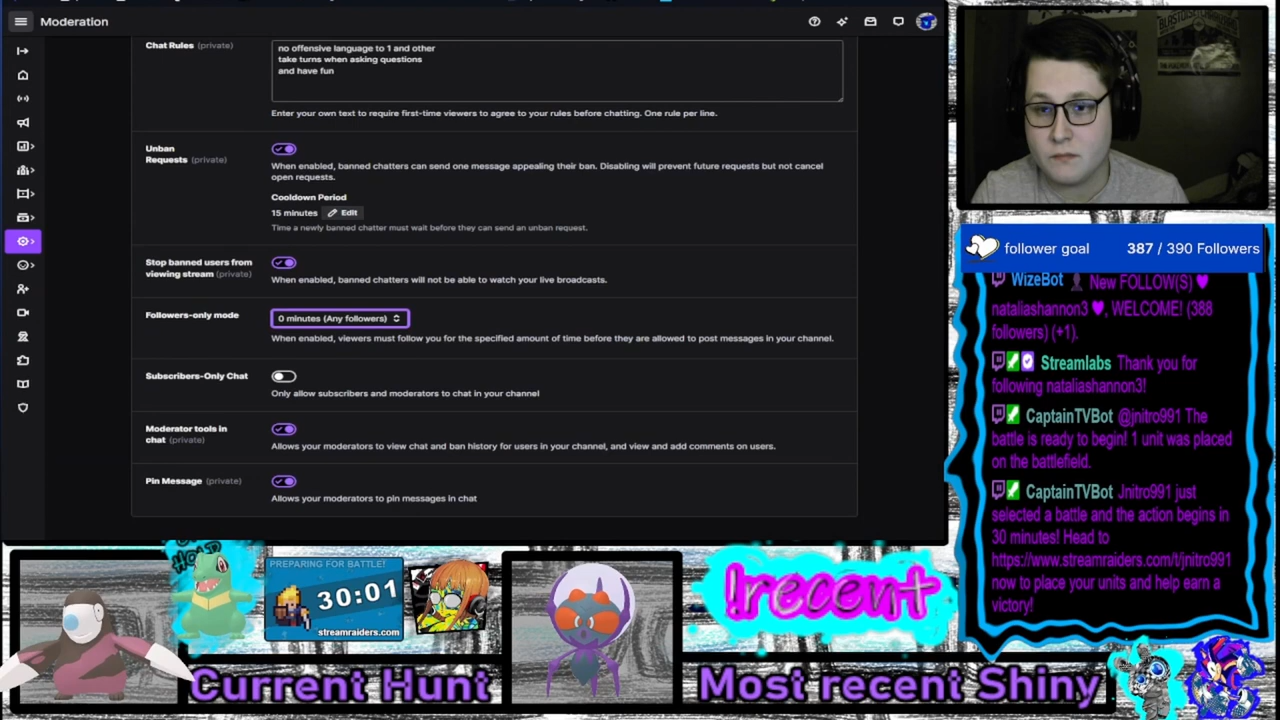 Moderation
Chat Rules (private)
no offensive language to 1 and other
take turns when asking questions
and have fun
Enter your own text to require first-time viewers to agree to your rules before chatting. One rule per line.
Unban
Requests (private)
When enabled, banned chatters can send one message appealing their ban. Disabling will prevent future requests but not cancel
open requests.
Cooldown Period
15 minutes Edit
Time a newly banned chatter must wait before they can send an unban request.
Stop banned users from
viewing stream (private)
When enabled, banned chatters will not be able to watch your live broadcasts.
Followers-only mode
0 minutes (Any followers)
When enabled, viewers must follow you for the specified amount of time before they are allowed to post messages in your channel.
Subscribers-Only Chat
Only allow subscribers and moderators to chat in your channel
Moderator tools in
chat (private)
Allows your moderators to view chat and ban history for users in your channel, and view and add comments on users.
Pin Message (private)
Allows your moderators to pin messages in chat
follower goal 387 / 390 Followers
WizeBot New FOLLOW(S) ♥
nataliashannon3 ♥, WELCOME! (388
followers) (+1).
Streamlabs Thank you for
following nataliashannon3!
CaptainTVBot @jnitro991 The
battle is ready to begin! 1 unit was placed
on the battlefield.
CaptainTVBot Jnitro991 just
selected a battle and the action begins in
30 minutes! Head to
https://www.streamraiders.com/t/jnitro991
now to place your units and help earn a
victory!
HOLD
PREPARING FOR BATTLE!
30:01
streamraiders.com
!recent
Current Hunt
Most recent Shiny